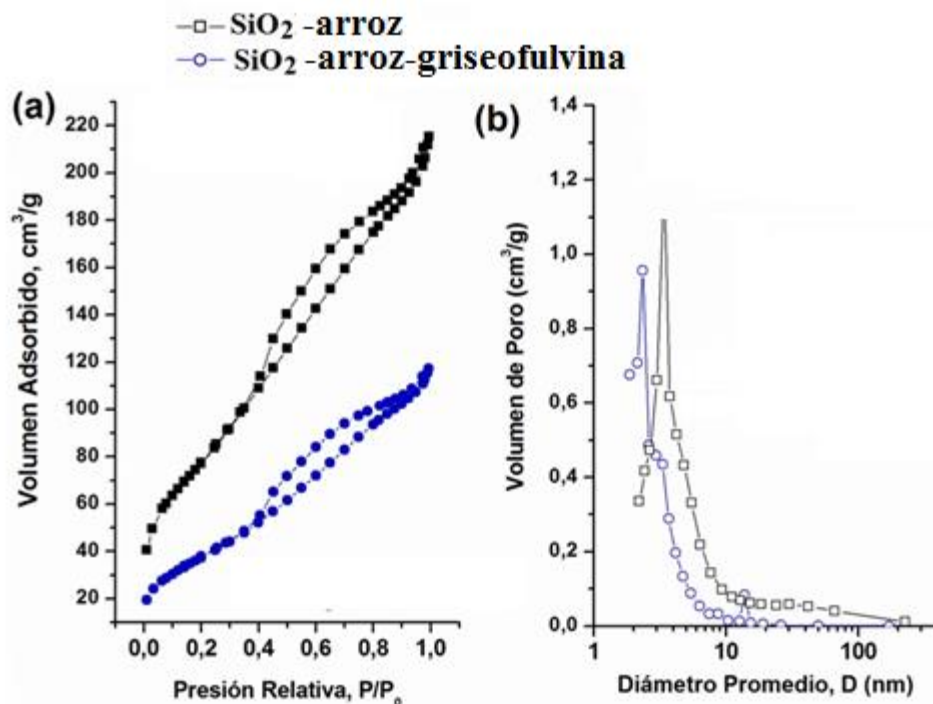 SiO₂ -arroz
SiO₂ -arroz-griseofulvina
(a)
220
200
180
160
140
120
100
80
60
40
20
0,0 0,2 0,4 0,6 0,8 1,0
Volumen Adsorbido, cm³/g
Presión Relativa, P/P₀
(b)
1,4
1,2
1,0
0,8
0,6
0,4
0,2
0,0
1 10 100
Volumen de Poro (cm³/g)
Diámetro Promedio, D (nm)